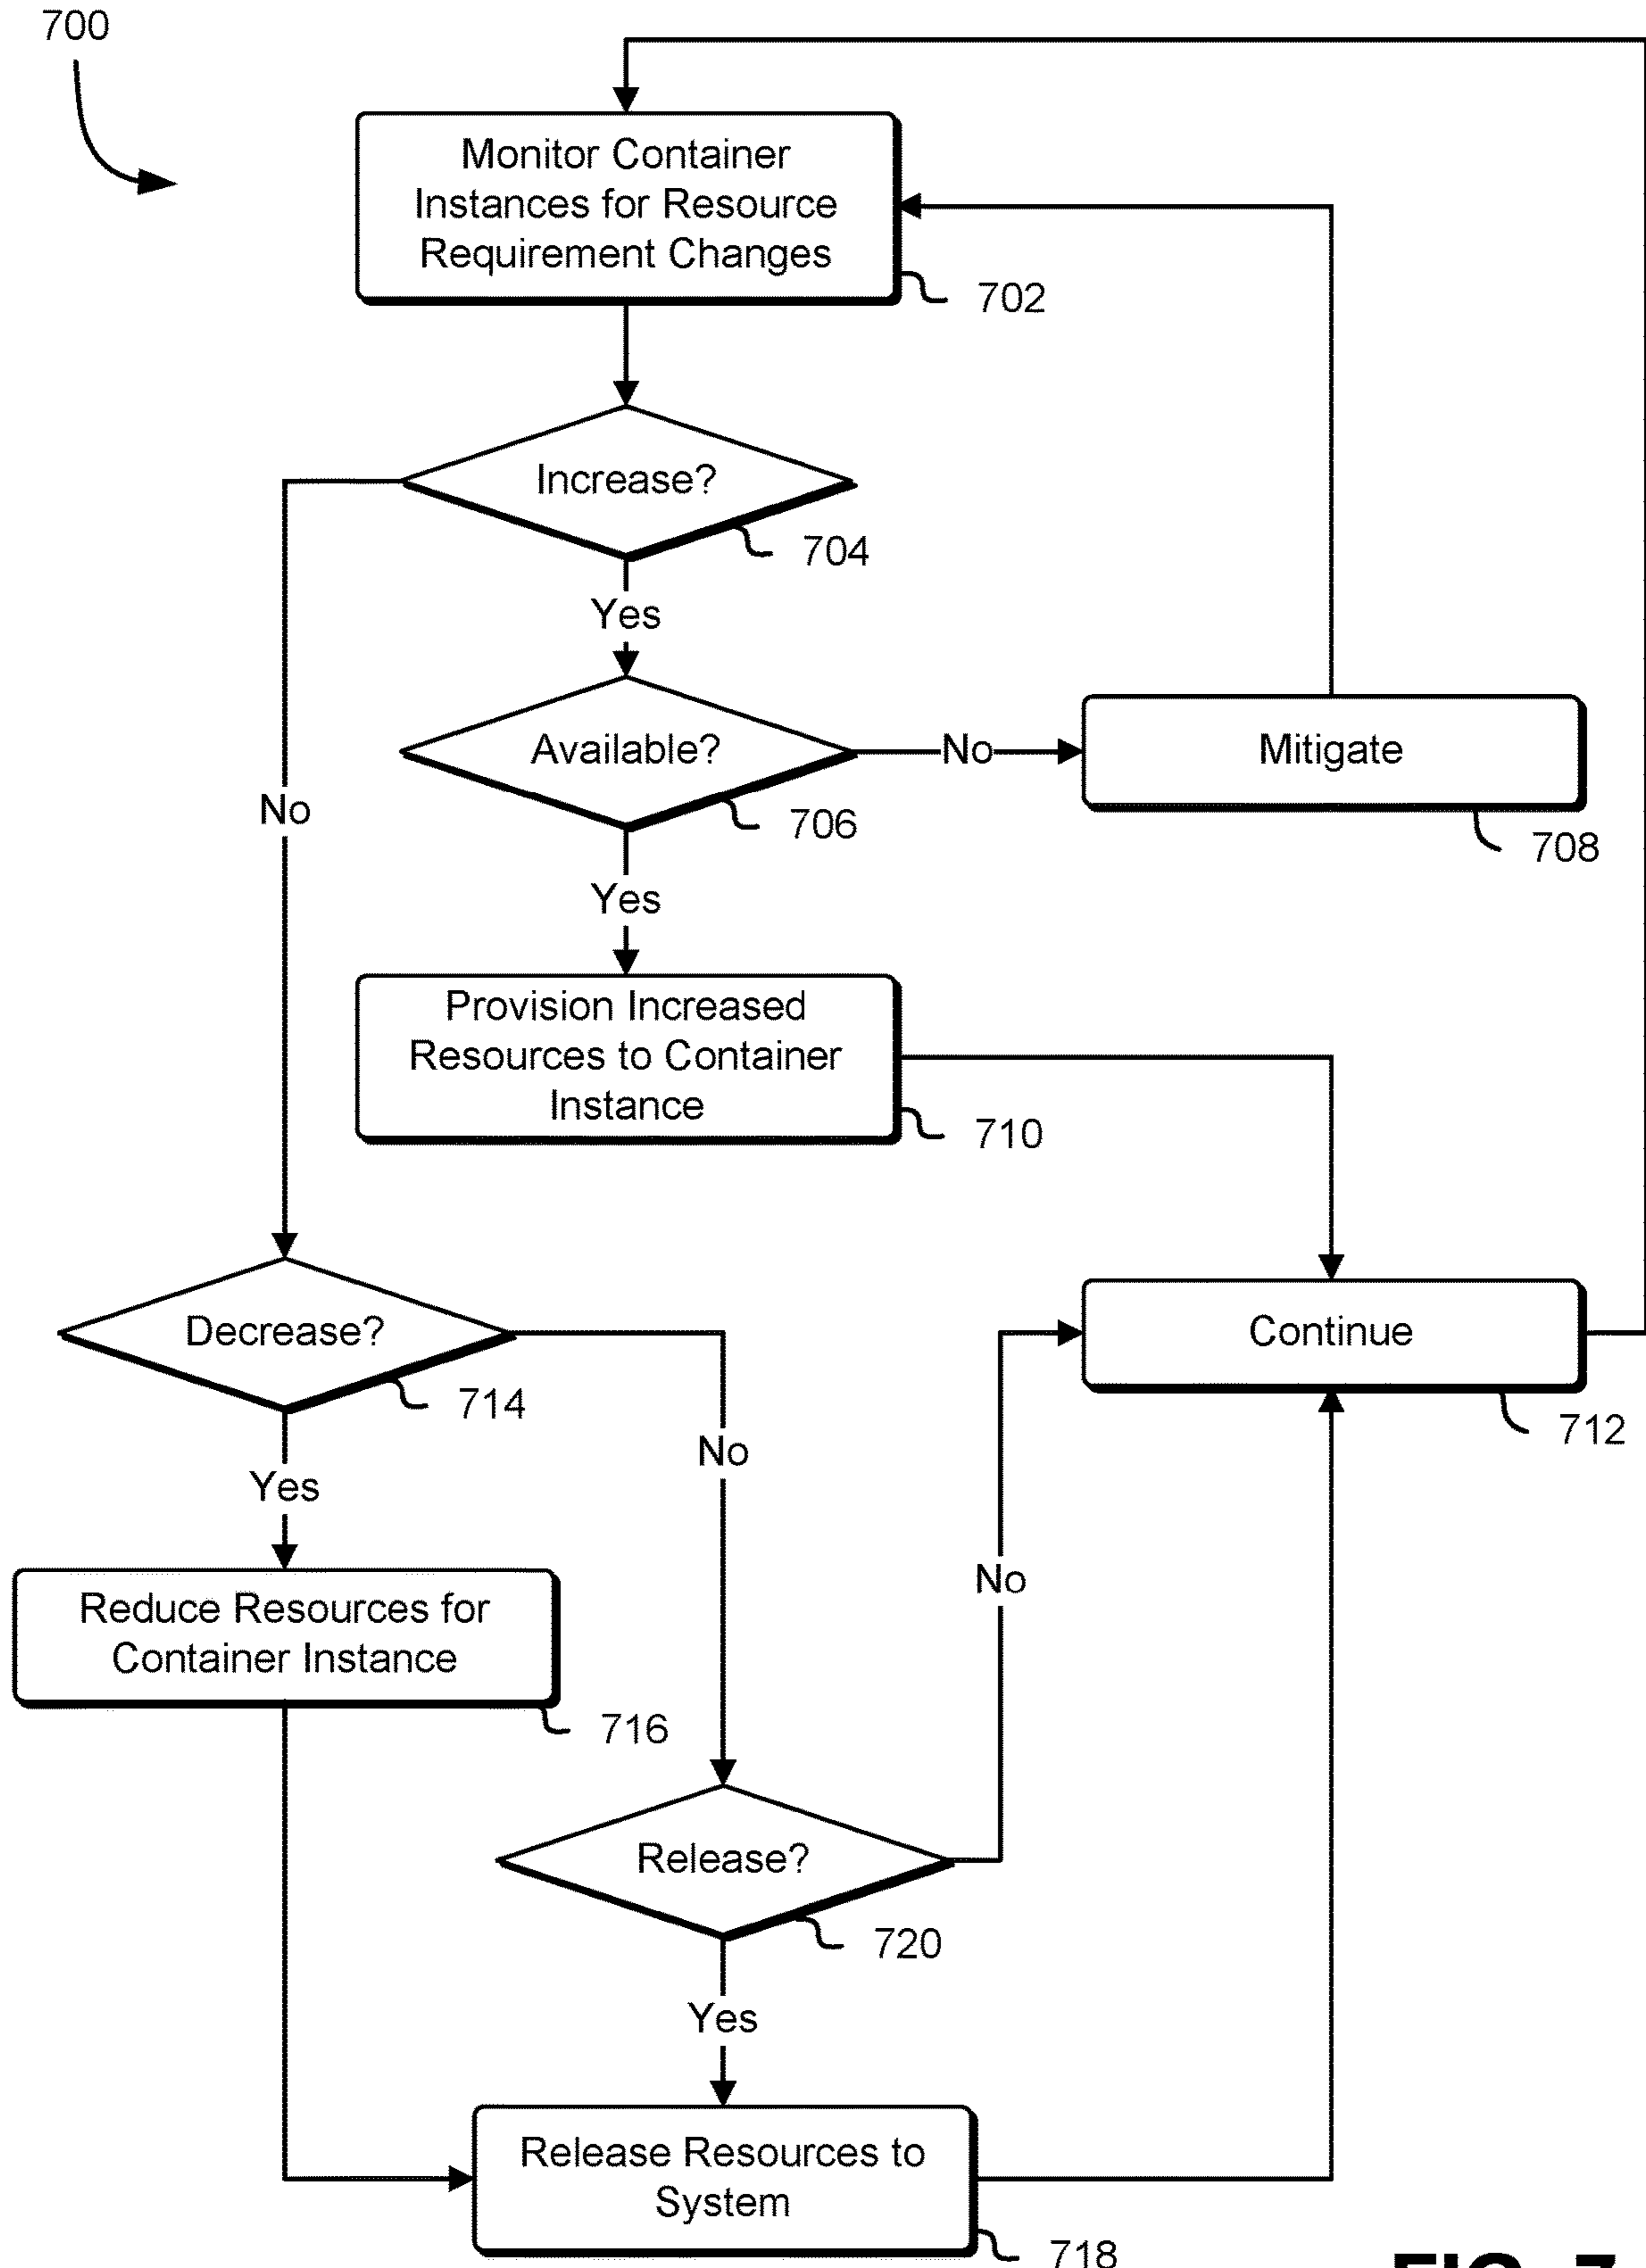 700
Monitor Container
Instances for Resource
Requirement Changes
702
Increase?
704
Yes
Available?
No
Mitigate
706
708
No
Yes
Provision Increased
Resources to Container
Instance
710
Decrease?
Continue
714
712
No
Yes
No
Reduce Resources for
Container Instance
716
Release?
720
Yes
Release Resources to
System
718